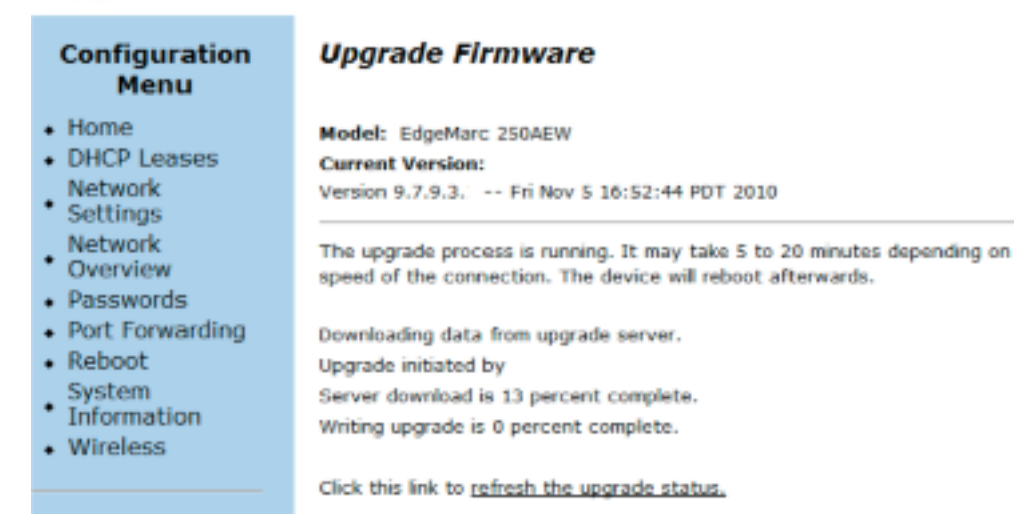 Configuration
Menu
Home
DHCP Leases
Network
Settings
Network
Overview
Passwords
Port Forwarding
Reboot
System
Information
Wireless
Upgrade Firmware
Model: EdgeMarc 250AEW
Current Version:
Version 9.7.9.3. -- Fri Nov 5 16:52:44 PDT 2010
The upgrade process is running. It may take 5 to 20 minutes depending on
speed of the connection. The device will reboot afterwards.
Downloading data from upgrade server.
Upgrade initiated by
Server download is 13 percent complete.
Writing upgrade is 0 percent complete.
Click this link to refresh the upgrade status.